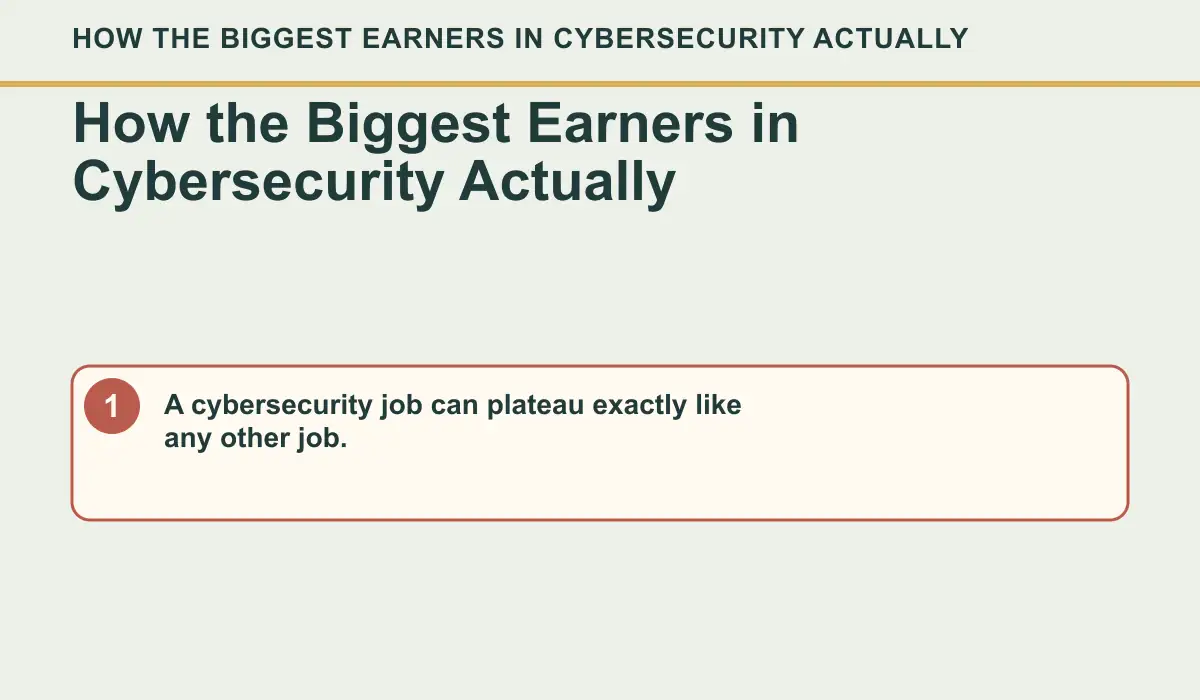 HOW THE BIGGEST EARNERS IN CYBERSECURITY ACTUALLY
How the Biggest Earners in
Cybersecurity Actually
1
A cybersecurity job can plateau exactly like
any other job.